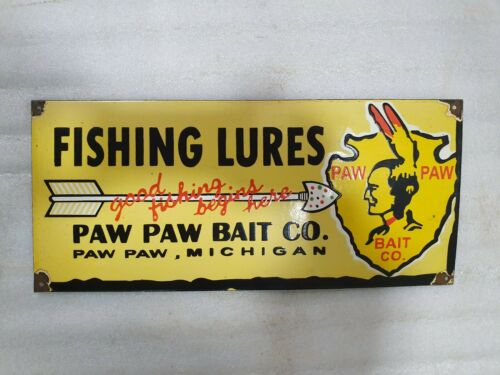 FISHING LURES
good
fishing
begins
here
PAW PAW BAIT CO.
PAW PAW, MICHIGAN
PAW PAW
BAIT
CO.